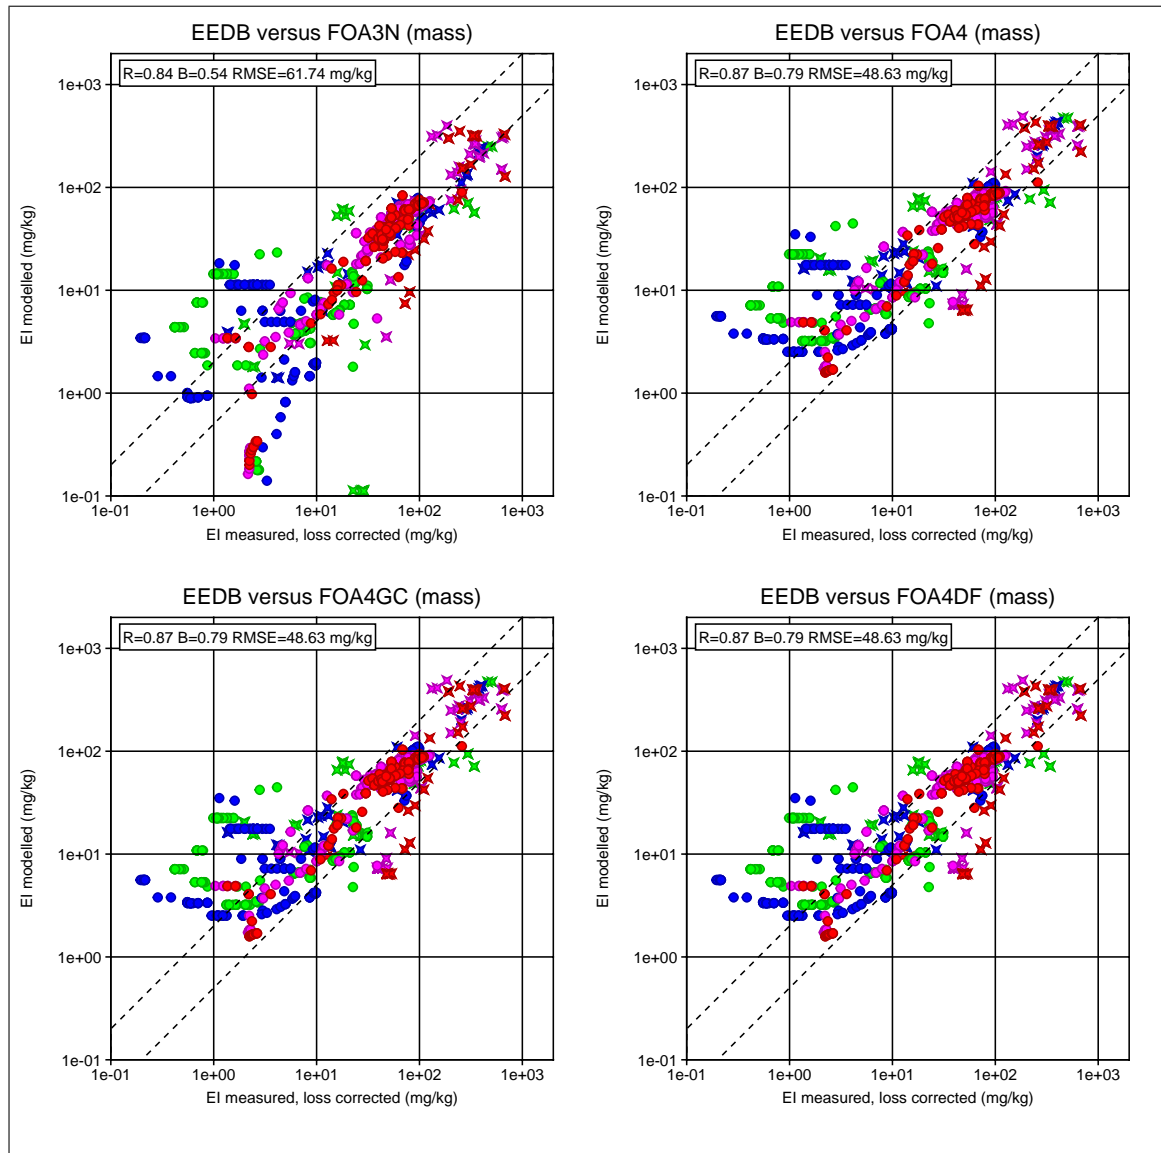 EEDB versus FOA3N (mass)
R=0.84 B=0.54 RMSE=61.74 mg/kg
1e+03
1e+02
1e+01
1e+00
1e-01
EI modelled (mg/kg)
1e-01 1e+00 1e+01 1e+02 1e+03
EI measured, loss corrected (mg/kg)
EEDB versus FOA4 (mass)
R=0.87 B=0.79 RMSE=48.63 mg/kg
1e+03
1e+02
1e+01
1e+00
1e-01
EI modelled (mg/kg)
1e-01 1e+00 1e+01 1e+02 1e+03
EI measured, loss corrected (mg/kg)
EEDB versus FOA4GC (mass)
R=0.87 B=0.79 RMSE=48.63 mg/kg
1e+03
1e+02
1e+01
1e+00
1e-01
EI modelled (mg/kg)
1e-01 1e+00 1e+01 1e+02 1e+03
EI measured, loss corrected (mg/kg)
EEDB versus FOA4DF (mass)
R=0.87 B=0.79 RMSE=48.63 mg/kg
1e+03
1e+02
1e+01
1e+00
1e-01
EI modelled (mg/kg)
1e-01 1e+00 1e+01 1e+02 1e+03
EI measured, loss corrected (mg/kg)